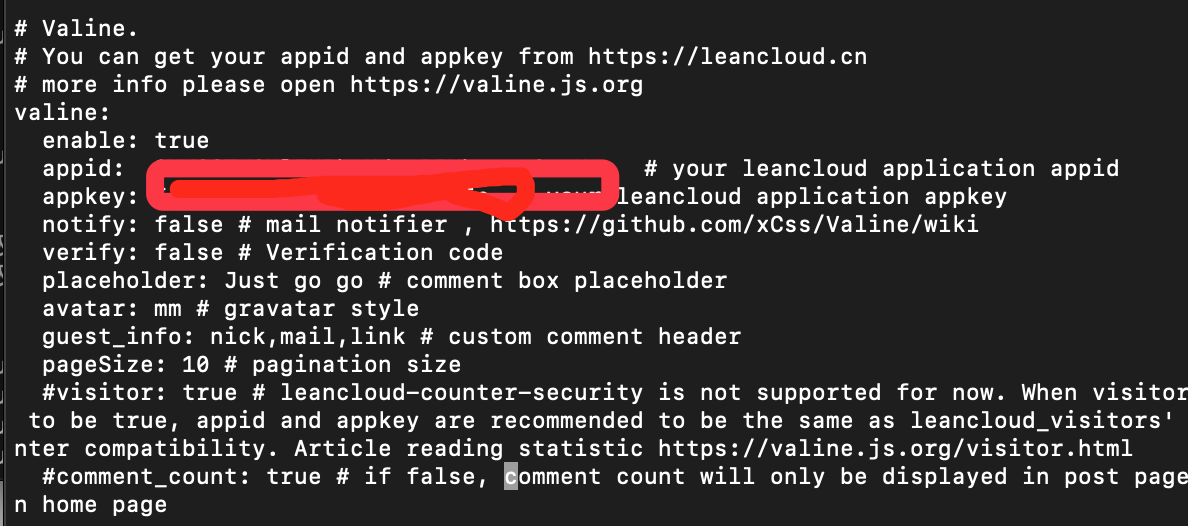 # Valine.
# You can get your appid and appkey from https://leancloud.cn
# more info please open https://valine.js.org
valine:
  enable: true
  appid: # your leancloud application appid
  appkey: leancloud application appkey
  notify: false # mail notifier , https://github.com/xCss/Valine/wiki
  verify: false # Verification code
  placeholder: Just go go # comment box placeholder
  avatar: mm # gravatar style
  guest_info: nick,mail,link # custom comment header
  pageSize: 10 # pagination size
  #visitor: true # leancloud-counter-security is not supported for now. When visitor
 to be true, appid and appkey are recommended to be the same as leancloud_visitors'
nter compatibility. Article reading statistic https://valine.js.org/visitor.html
  #comment_count: true # if false, comment count will only be displayed in post page
n home page